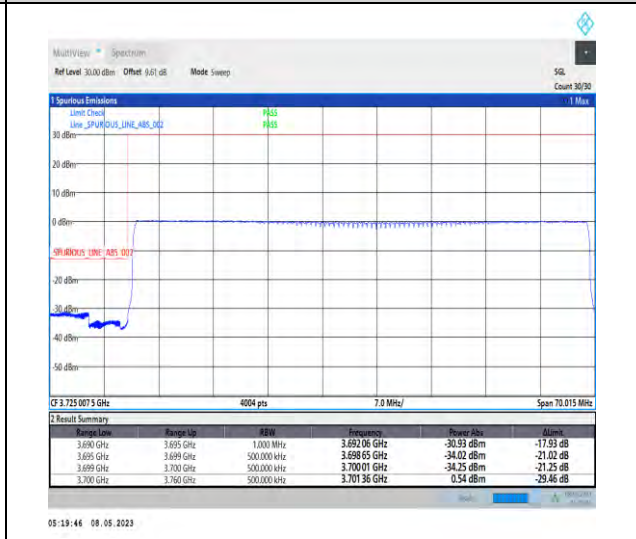 MultiView Spectrum
Ref Level 30.00 dBm Offset 9.61 dB Mode Sweep SGL
Count 30/30
1 Spurious Emissions 1 Max
Limit Check PASS
Line _SPURIOUS_LINE_ABS_002 PASS
30 dBm
20 dBm
10 dBm
0 dBm
_SPURIOUS_LINE_ABS_002
-20 dBm
-30 dBm
-40 dBm
-50 dBm
CF 3.725 007 5 GHz 4004 pts 7.0 MHz/ Span 70.015 MHz
2 Result Summary
Range Low Range Up RBW Frequency Power Abs ΔLimit
3.690 GHz 3.695 GHz 1.000 MHz 3.692 06 GHz -30.93 dBm -17.93 dB
3.695 GHz 3.699 GHz 500.000 kHz 3.698 65 GHz -34.02 dBm -21.02 dB
3.699 GHz 3.700 GHz 500.000 kHz 3.700 01 GHz -34.25 dBm -21.25 dB
3.700 GHz 3.760 GHz 500.000 kHz 3.701 36 GHz 0.54 dBm -29.46 dB
05:19:46 08.05.2023